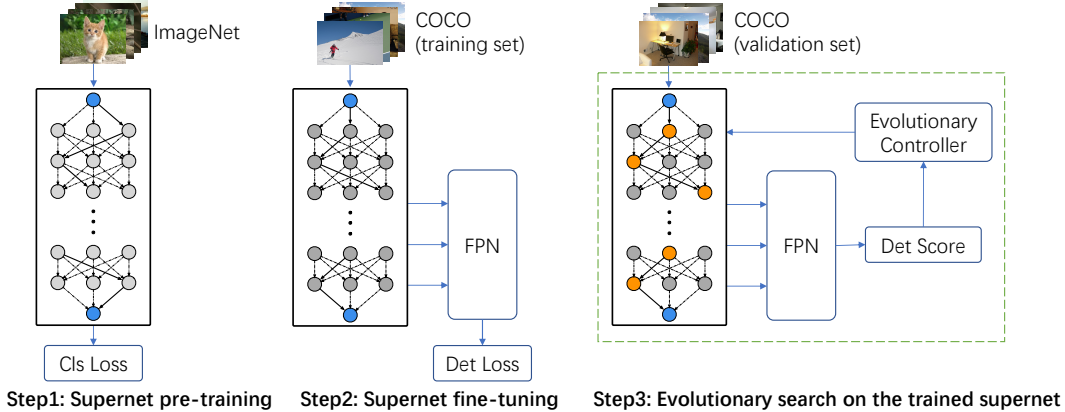 ImageNet
Cls Loss
Step1: Supernet pre-training
COCO
(training set)
FPN
Det Loss
Step2: Supernet fine-tuning
COCO
(validation set)
Evolutionary
Controller
FPN
Det Score
Step3: Evolutionary search on the trained supernet